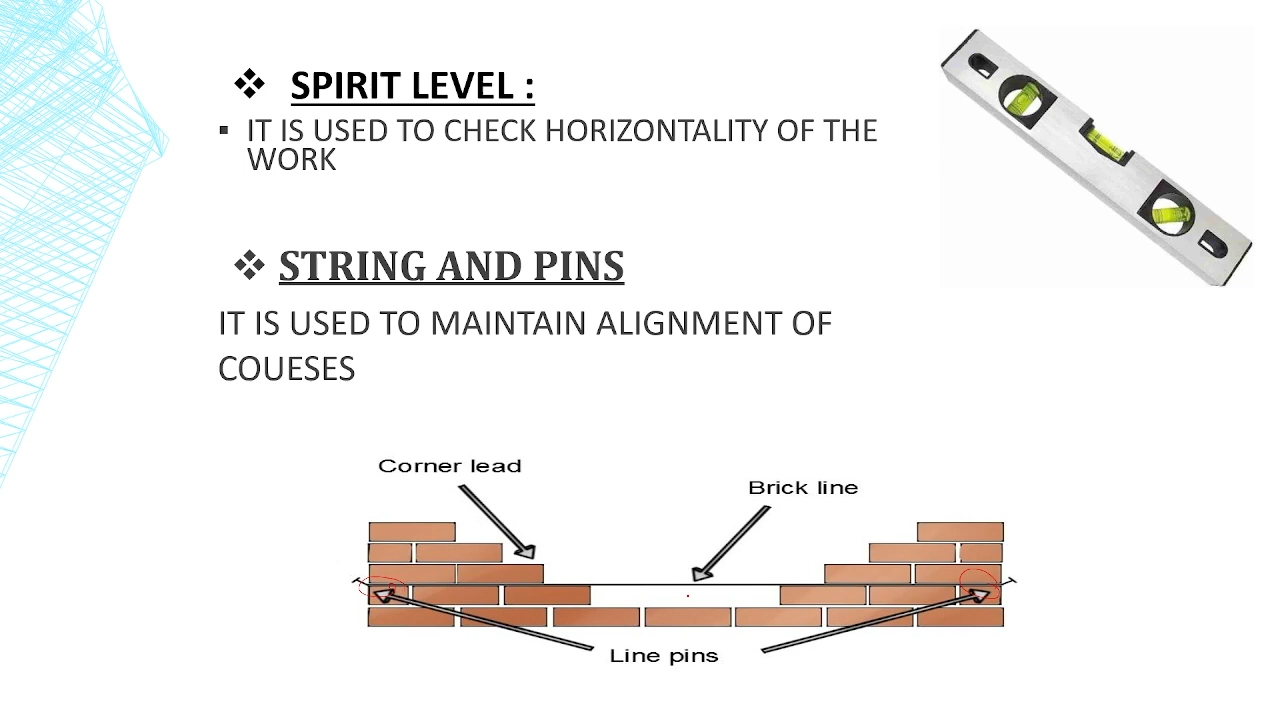 ❖ SPIRIT LEVEL :
▪ IT IS USED TO CHECK HORIZONTALITY OF THE
WORK
❖ STRING AND PINS
IT IS USED TO MAINTAIN ALIGNMENT OF
COUESES
Corner lead
Brick line
Line pins